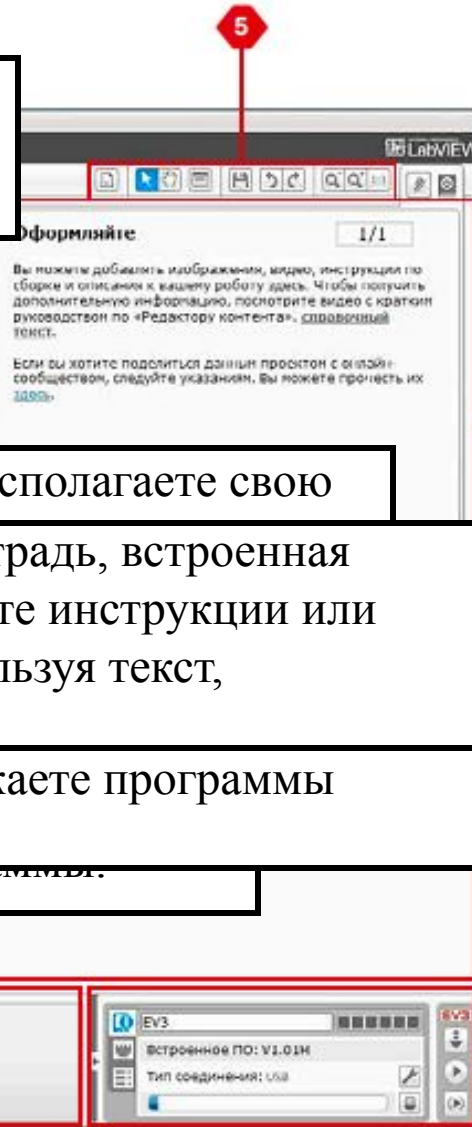 5
LabVIEW
Оформляйте
1/1
Вы можете добавлять изображения, видео, инструкции по
сборке и описания к вашему роботу здесь. Чтобы получить
дополнительную информацию, посмотрите видео с кратким
руководством по «Редактору контента». справочный
текст.
Если вы хотите поделиться данным проектом с онлайн-
сообществом, следуйте указаниям. Вы можете прочесть их
здесь.
сполагаете свою
традь, встроенная
те инструкции или
льзуя текст,
каете программы
EV3
EV3
Встроенное ПО: V1.01H
Тип соединения: USB